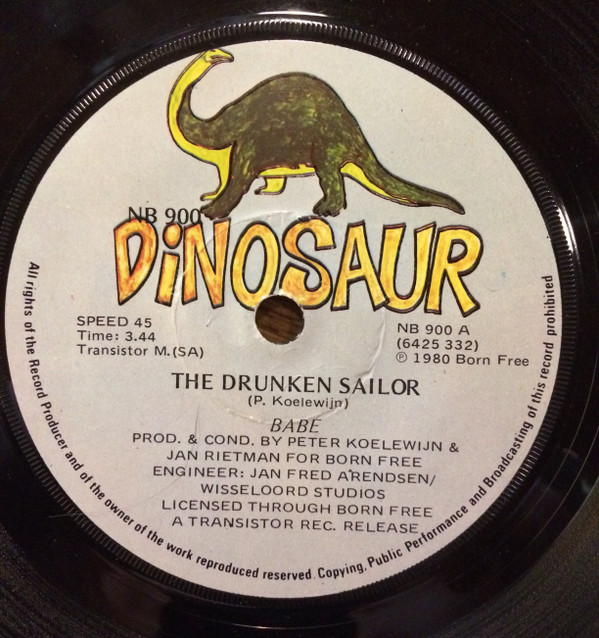 NB 900
DiNOSAUR
SPEED 45
Time: 3.44
Transistor M.(SA)
NB 900 A
(6425 332)
℗ 1980 Born Free
THE DRUNKEN SAILOR
(P. Koelewijn)
BABE
PROD. & COND. BY PETER KOELEWIJN &
JAN RIETMAN FOR BORN FREE
ENGINEER: JAN FRED A'RENDSEN/
WISSELOORD STUDIOS
LICENSED THROUGH BORN FREE
A TRANSISTOR REC. RELEASE
All rights of the Record Producer and of the owner of the work reproduced reserved. Copying, Public Performance and Broadcasting of this record prohibited